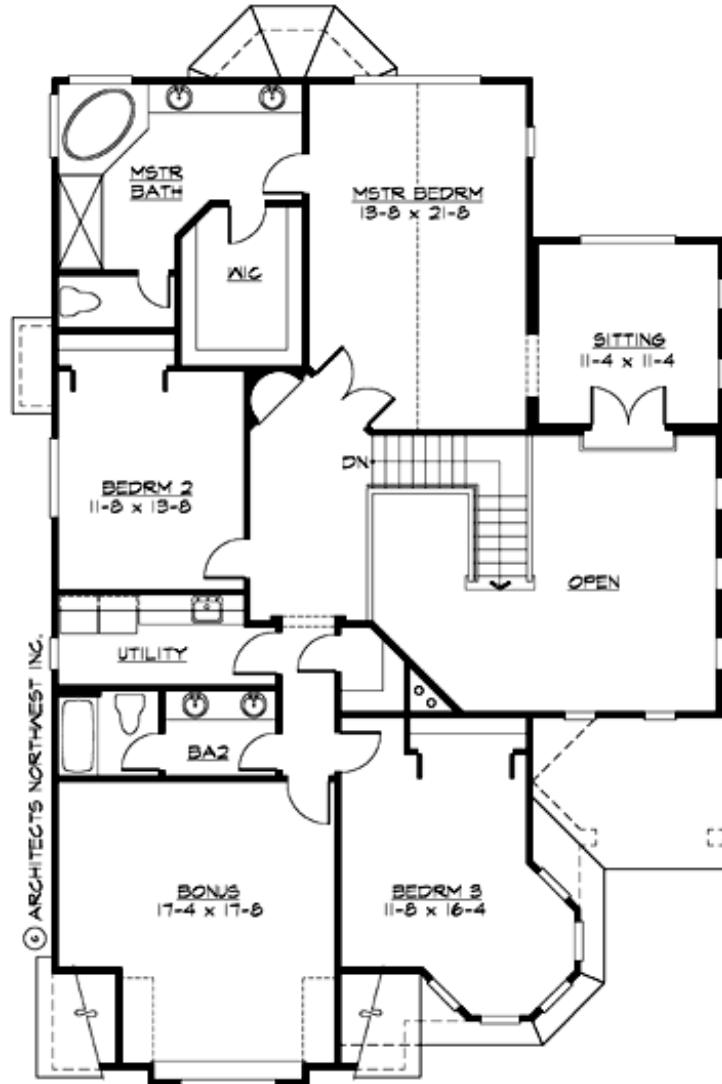 MSTR
BATH
MSTR BEDRM
13-8 x 21-8
WIC
SITTING
11-4 x 11-4
DN
BEDRM 2
11-8 x 13-8
OPEN
UTILITY
BA2
BONUS
17-4 x 17-8
BEDRM 3
11-8 x 16-4
© ARCHITECTS NORTHWEST INC.